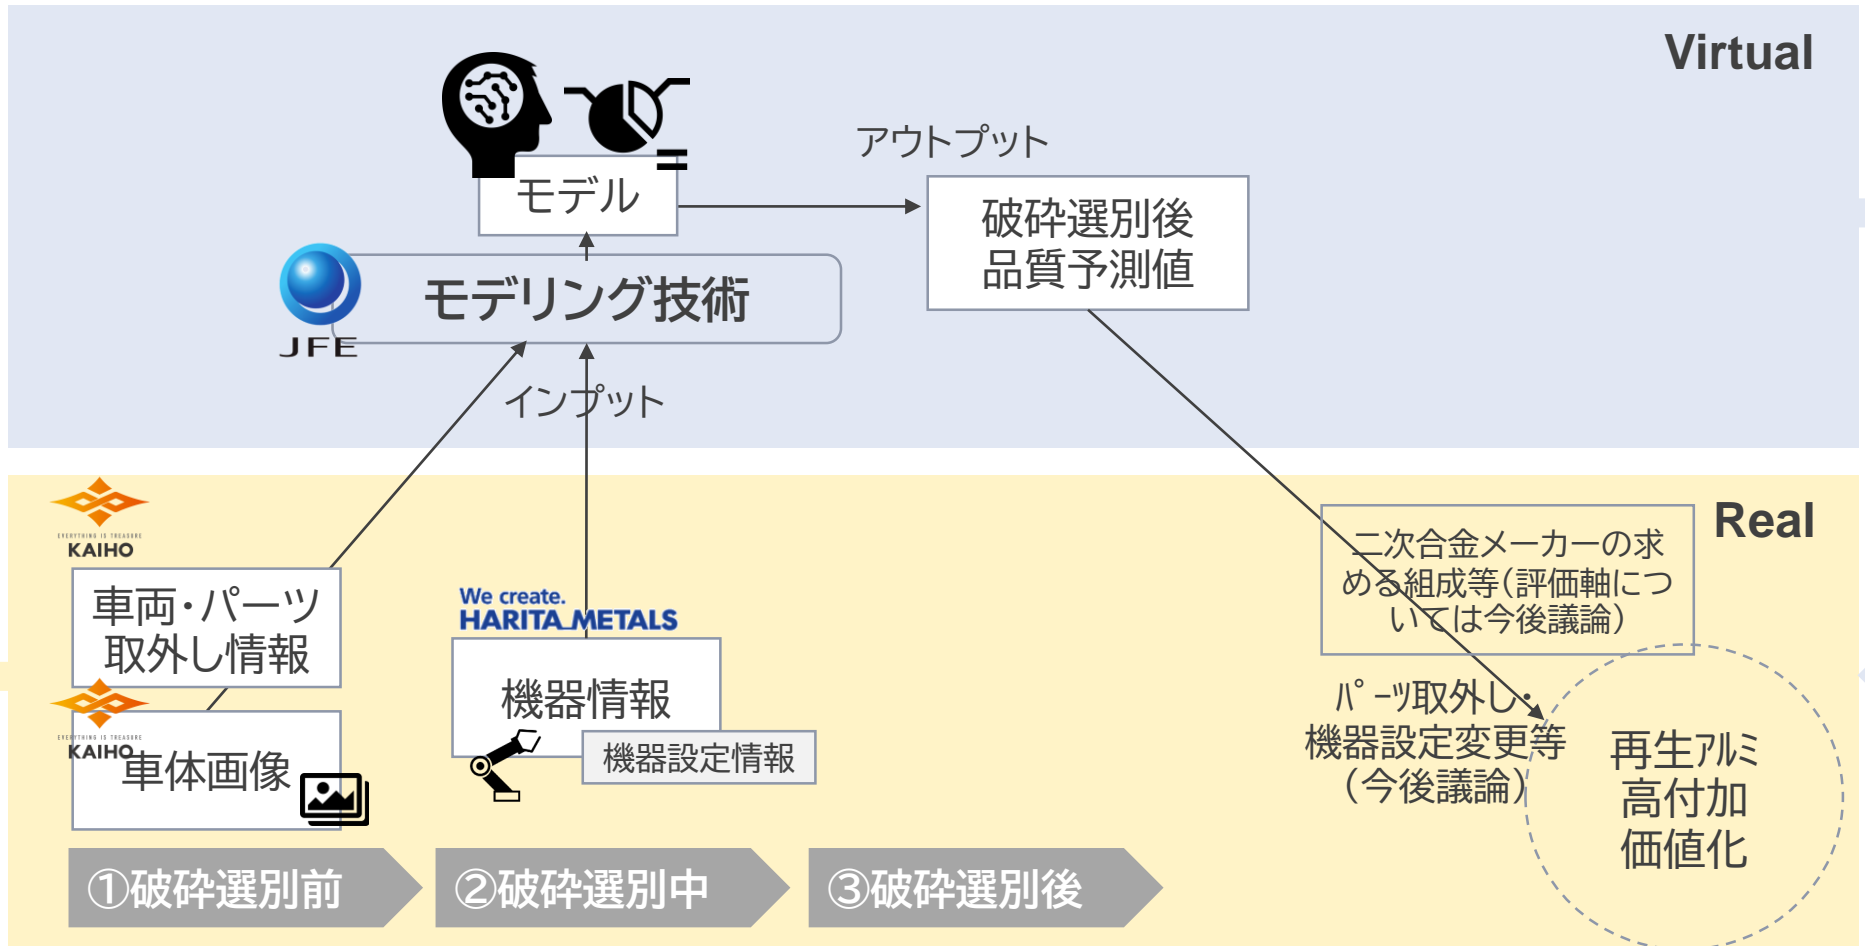 Virtual
アウトプット
モデル
破砕選別後
品質予測値
モデリング技術
JFE
インプット
Real
EVERYTHING IS TREASURE
KAIHO
二次合金メーカーの求
める組成等(評価軸につ
いては今後議論)
車両・パーツ
取外し情報
We create.
HARITA METALS
機器情報
機器設定情報
EVERYTHING IS TREASURE
KAIHO
車体画像
ﾊﾟｰﾂ取外し・
機器設定変更等
(今後議論)
再生ｱﾙﾐ
高付加
価値化
①破砕選別前
②破砕選別中
③破砕選別後